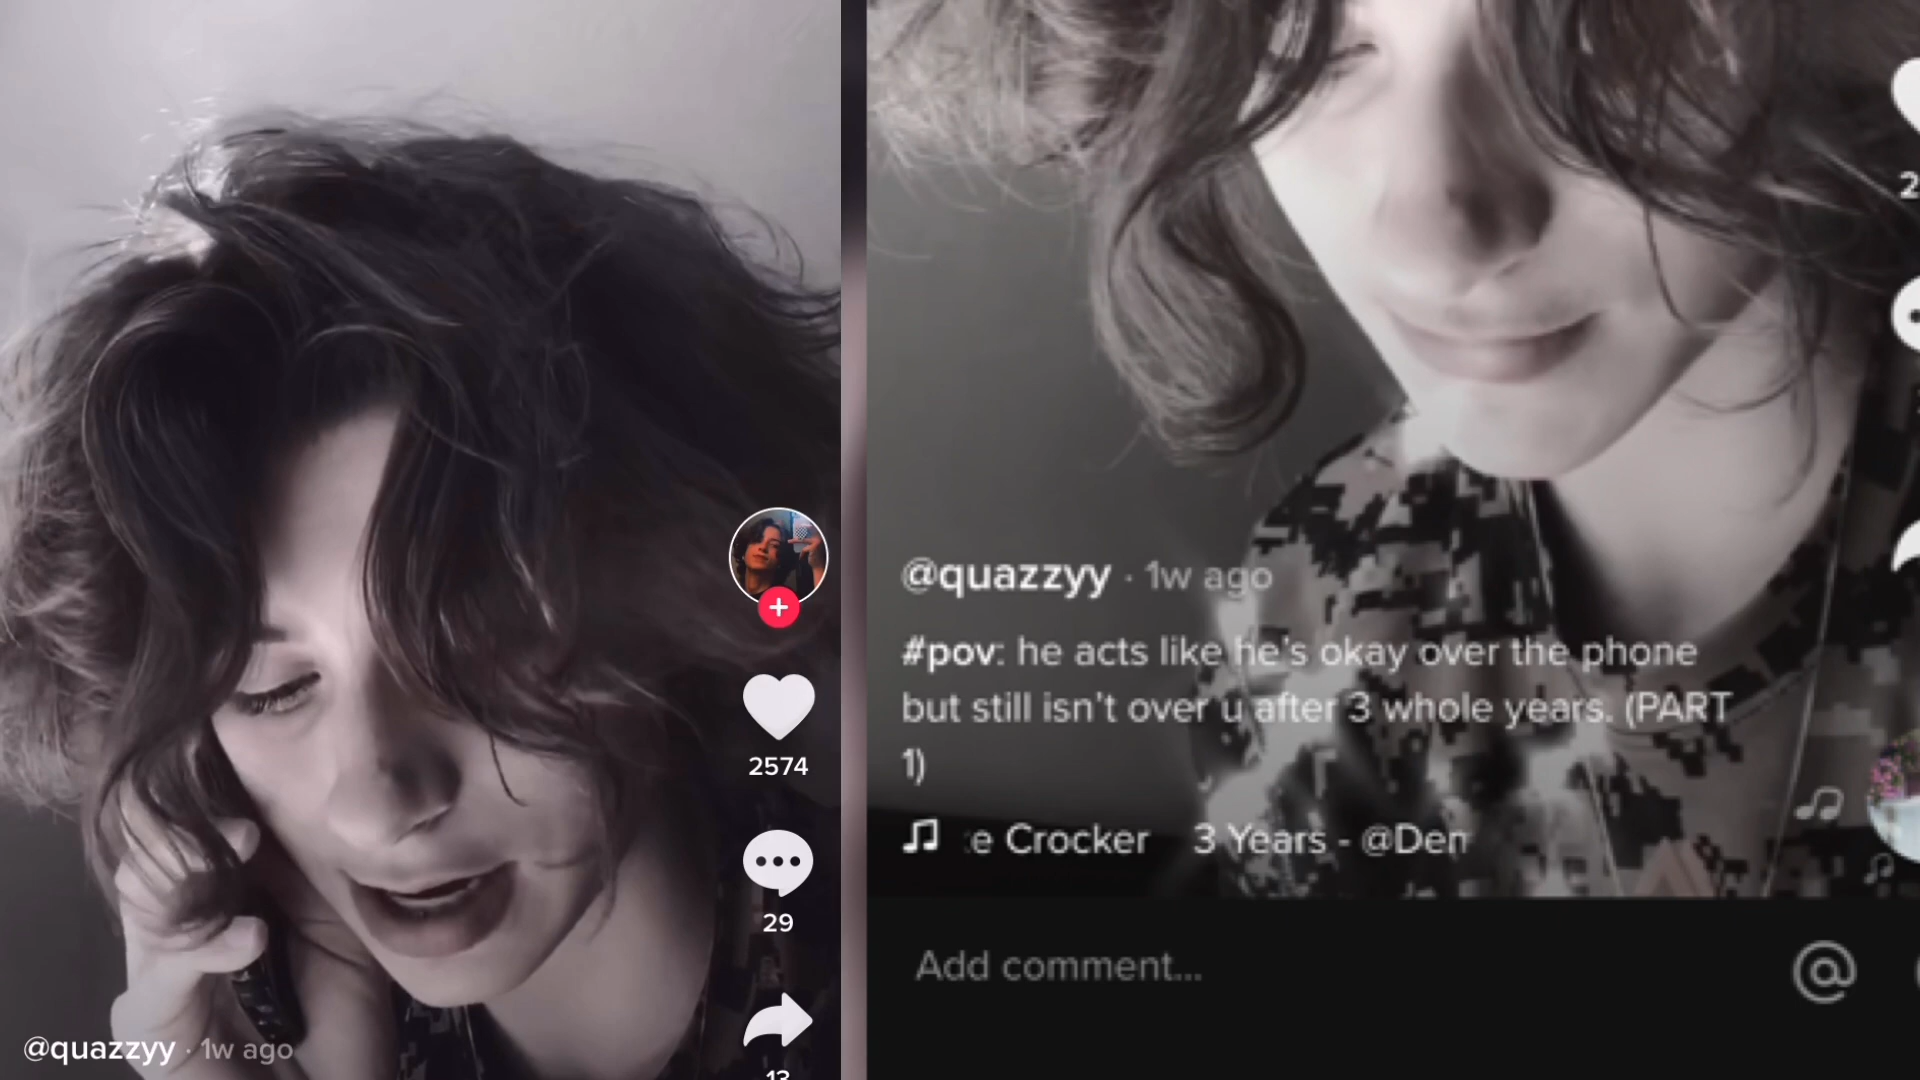 2574
29
13
@quazzyy · 1w ago
@quazzyy · 1w ago
#pov: he acts like he's okay over the phone
but still isn't over u after 3 whole years. (PART
1)
e Crocker 3 Years - @Den
Add comment...